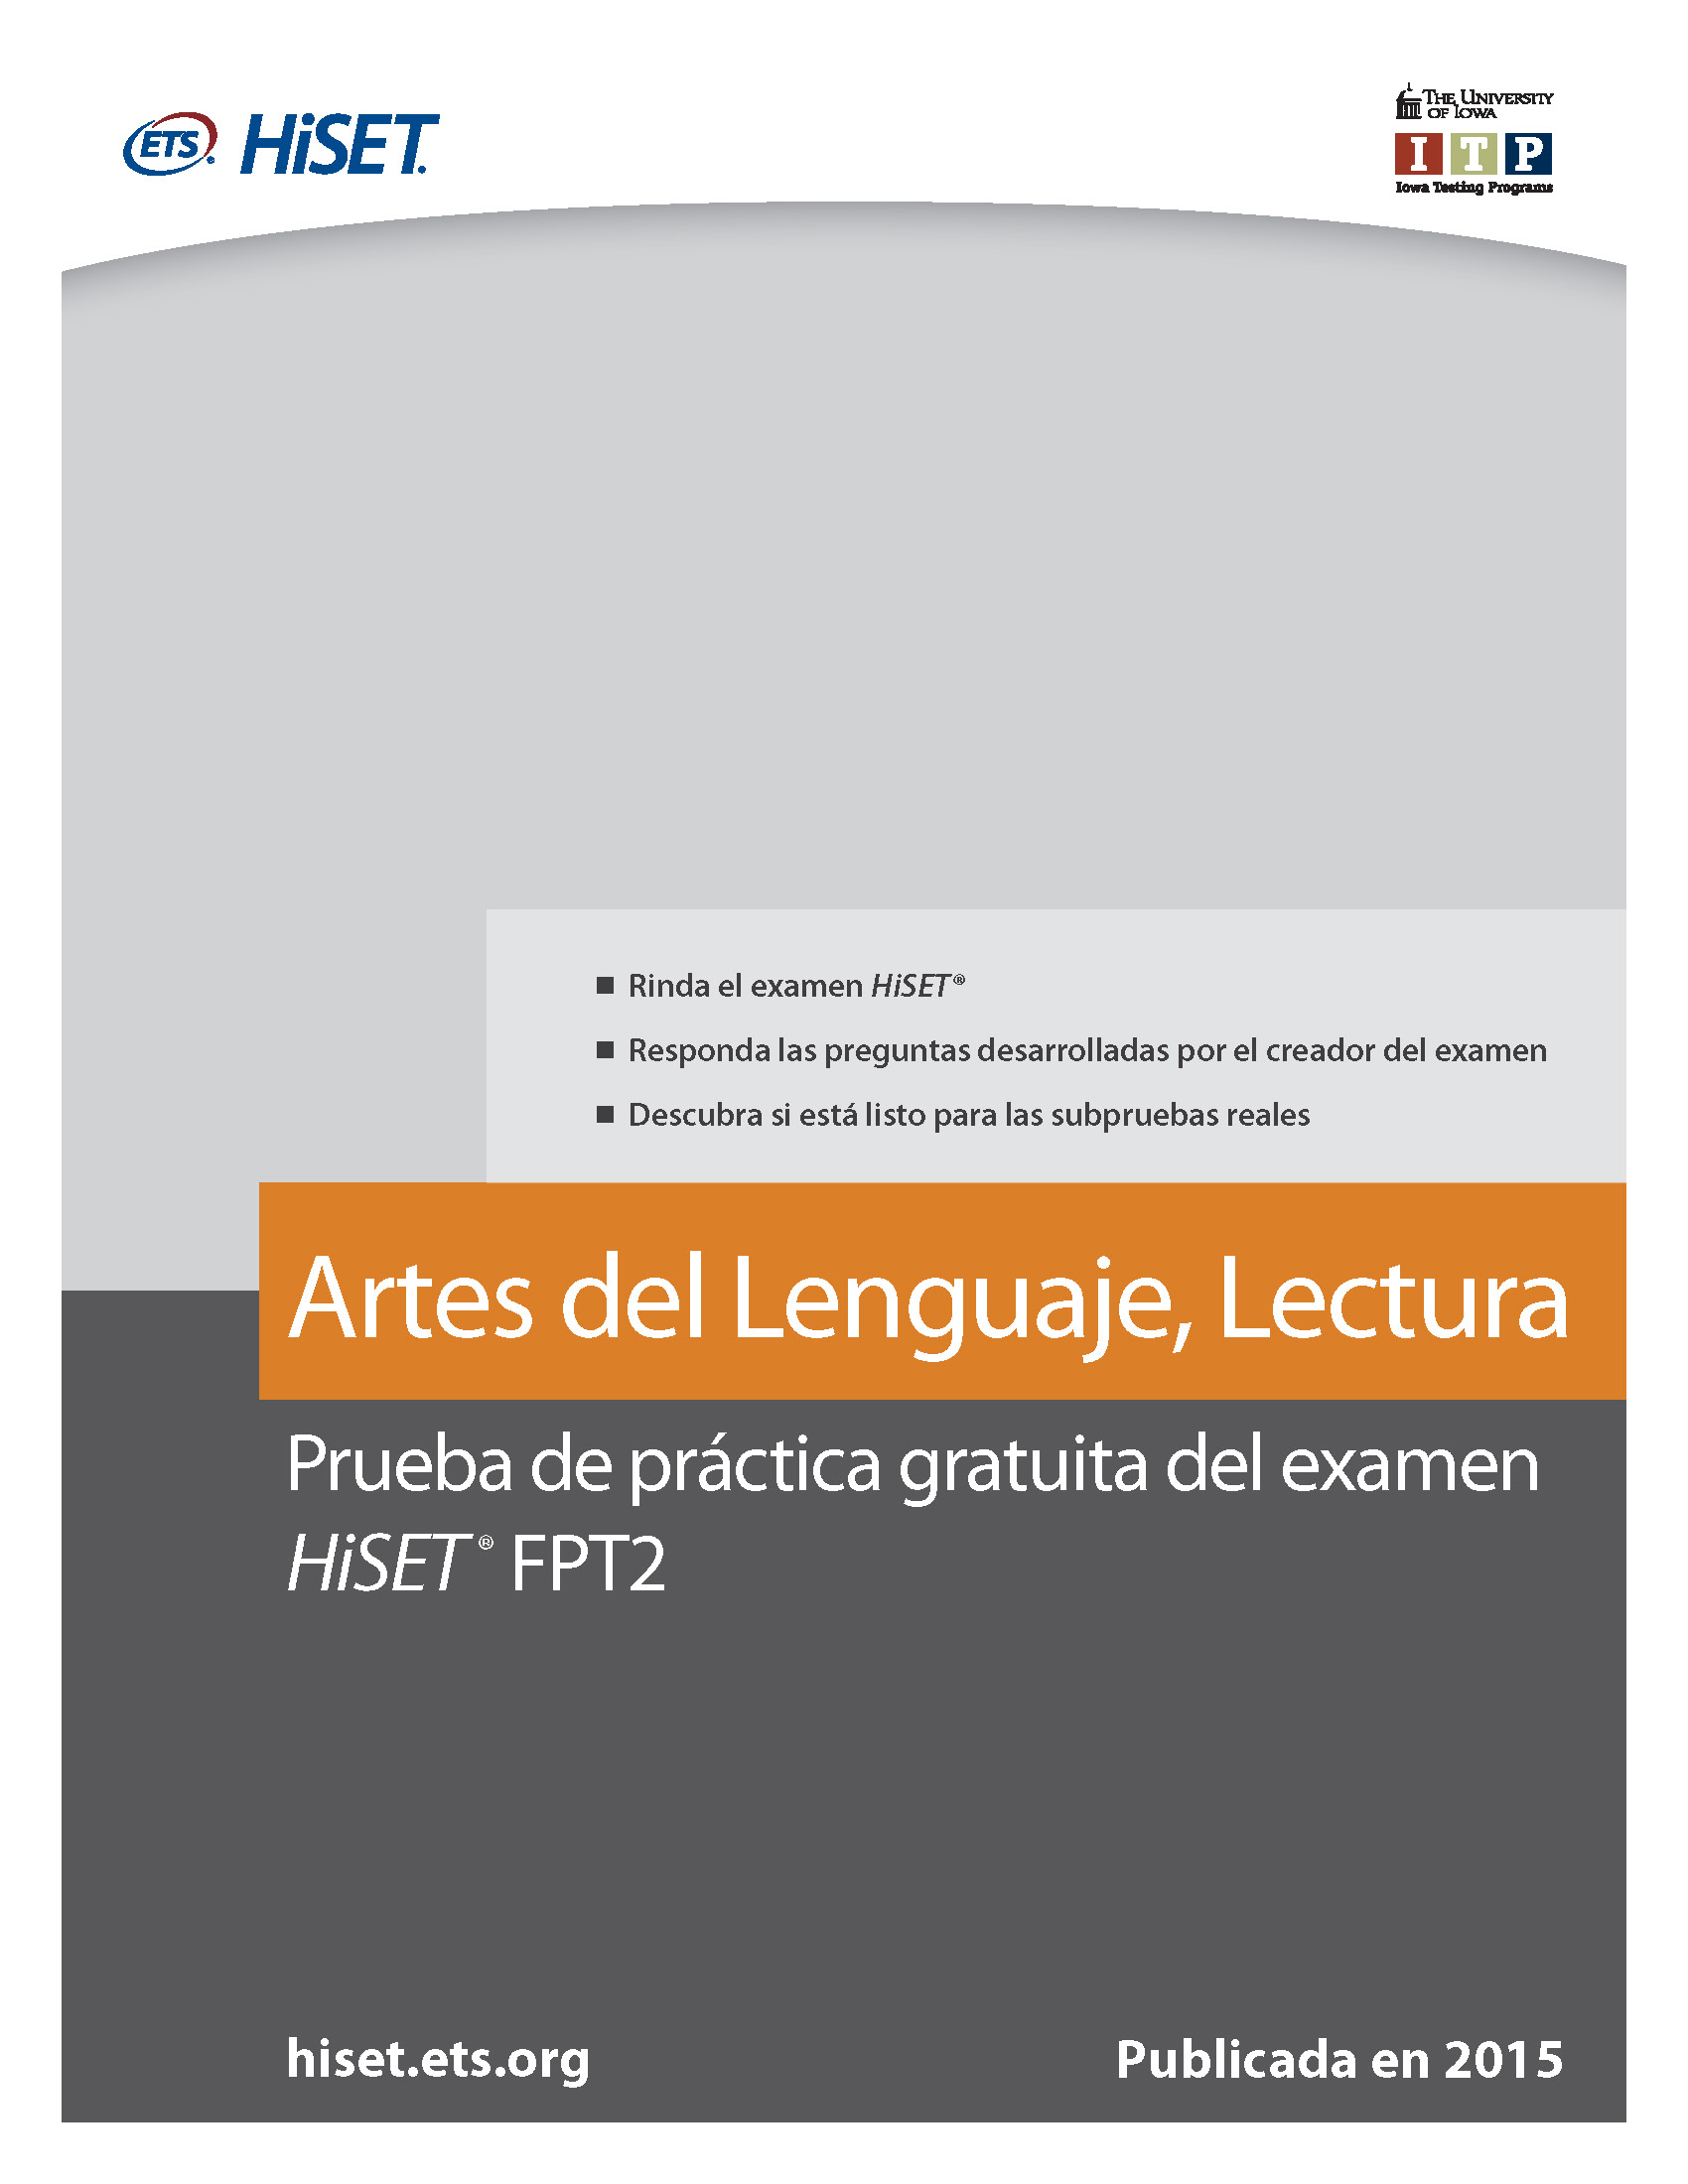 ETS® HiSET®
THE UNIVERSITY
OF IOWA
I T P
Iowa Testing Programs
■ Rinda el examen HiSET®
■ Responda las preguntas desarrolladas por el creador del examen
■ Descubra si está listo para las subpruebas reales
Artes del Lenguaje, Lectura
Prueba de práctica gratuita del examen
HiSET® FPT2
hiset.ets.org
Publicada en 2015